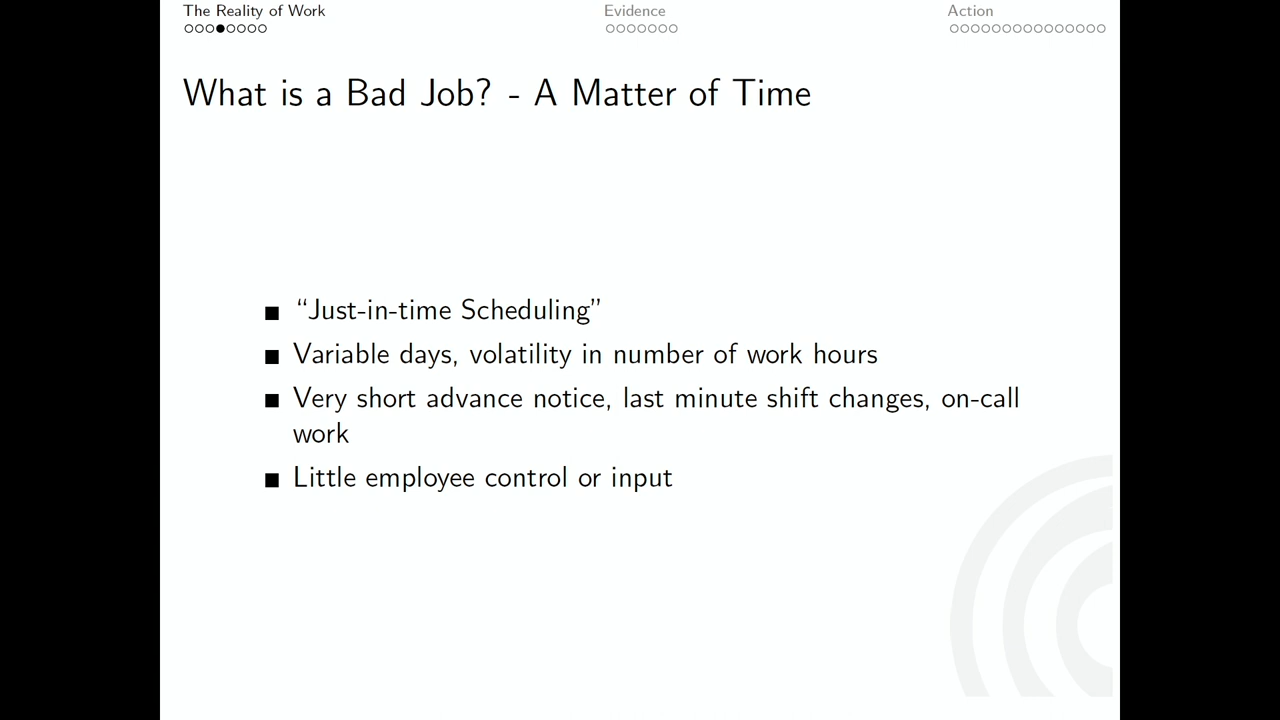 The Reality of Work
Evidence
Action
What is a Bad Job? - A Matter of Time
“Just-in-time Scheduling”
Variable days, volatility in number of work hours
Very short advance notice, last minute shift changes, on-call
work
Little employee control or input